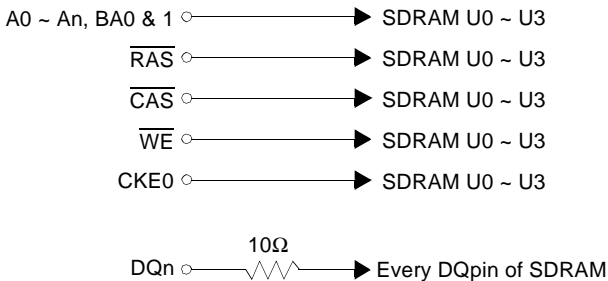 A0 ~ An, BA0 & 1 SDRAM U0 ~ U3
RAS SDRAM U0 ~ U3
CAS SDRAM U0 ~ U3
WE SDRAM U0 ~ U3
CKE0 SDRAM U0 ~ U3
10Ω
DQn Every DQpin of SDRAM